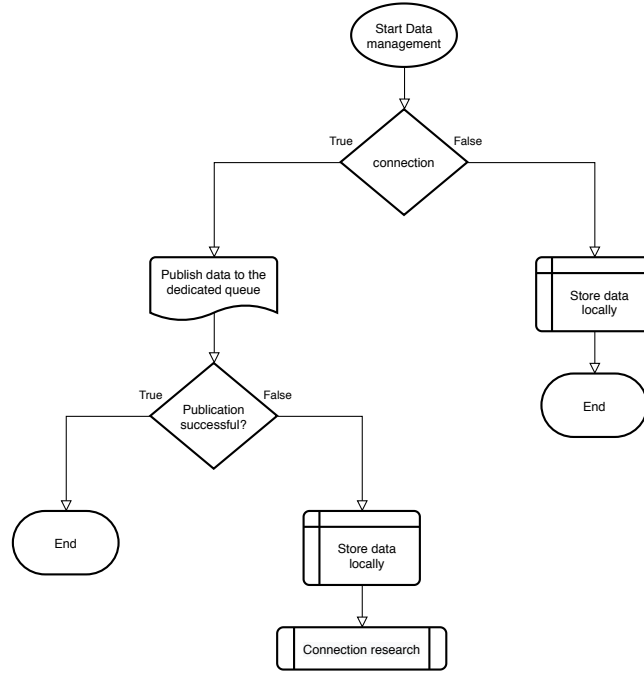 Start Data
management
True
False
connection
Publish data to the
dedicated queue
Store data
locally
True
False
Publication
successful?
End
End
Store data
locally
Connection research